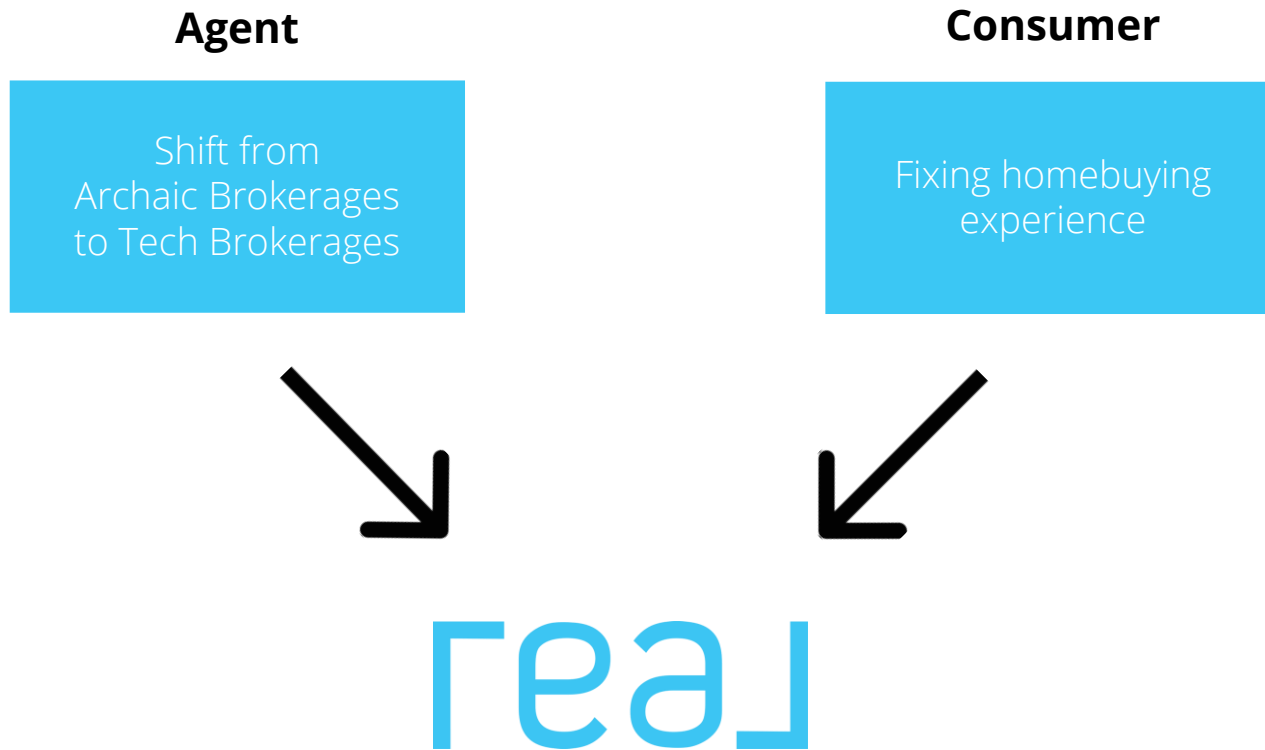 Agent
Consumer
Shift from
Archaic Brokerages
to Tech Brokerages
Fixing homebuying
experience
real